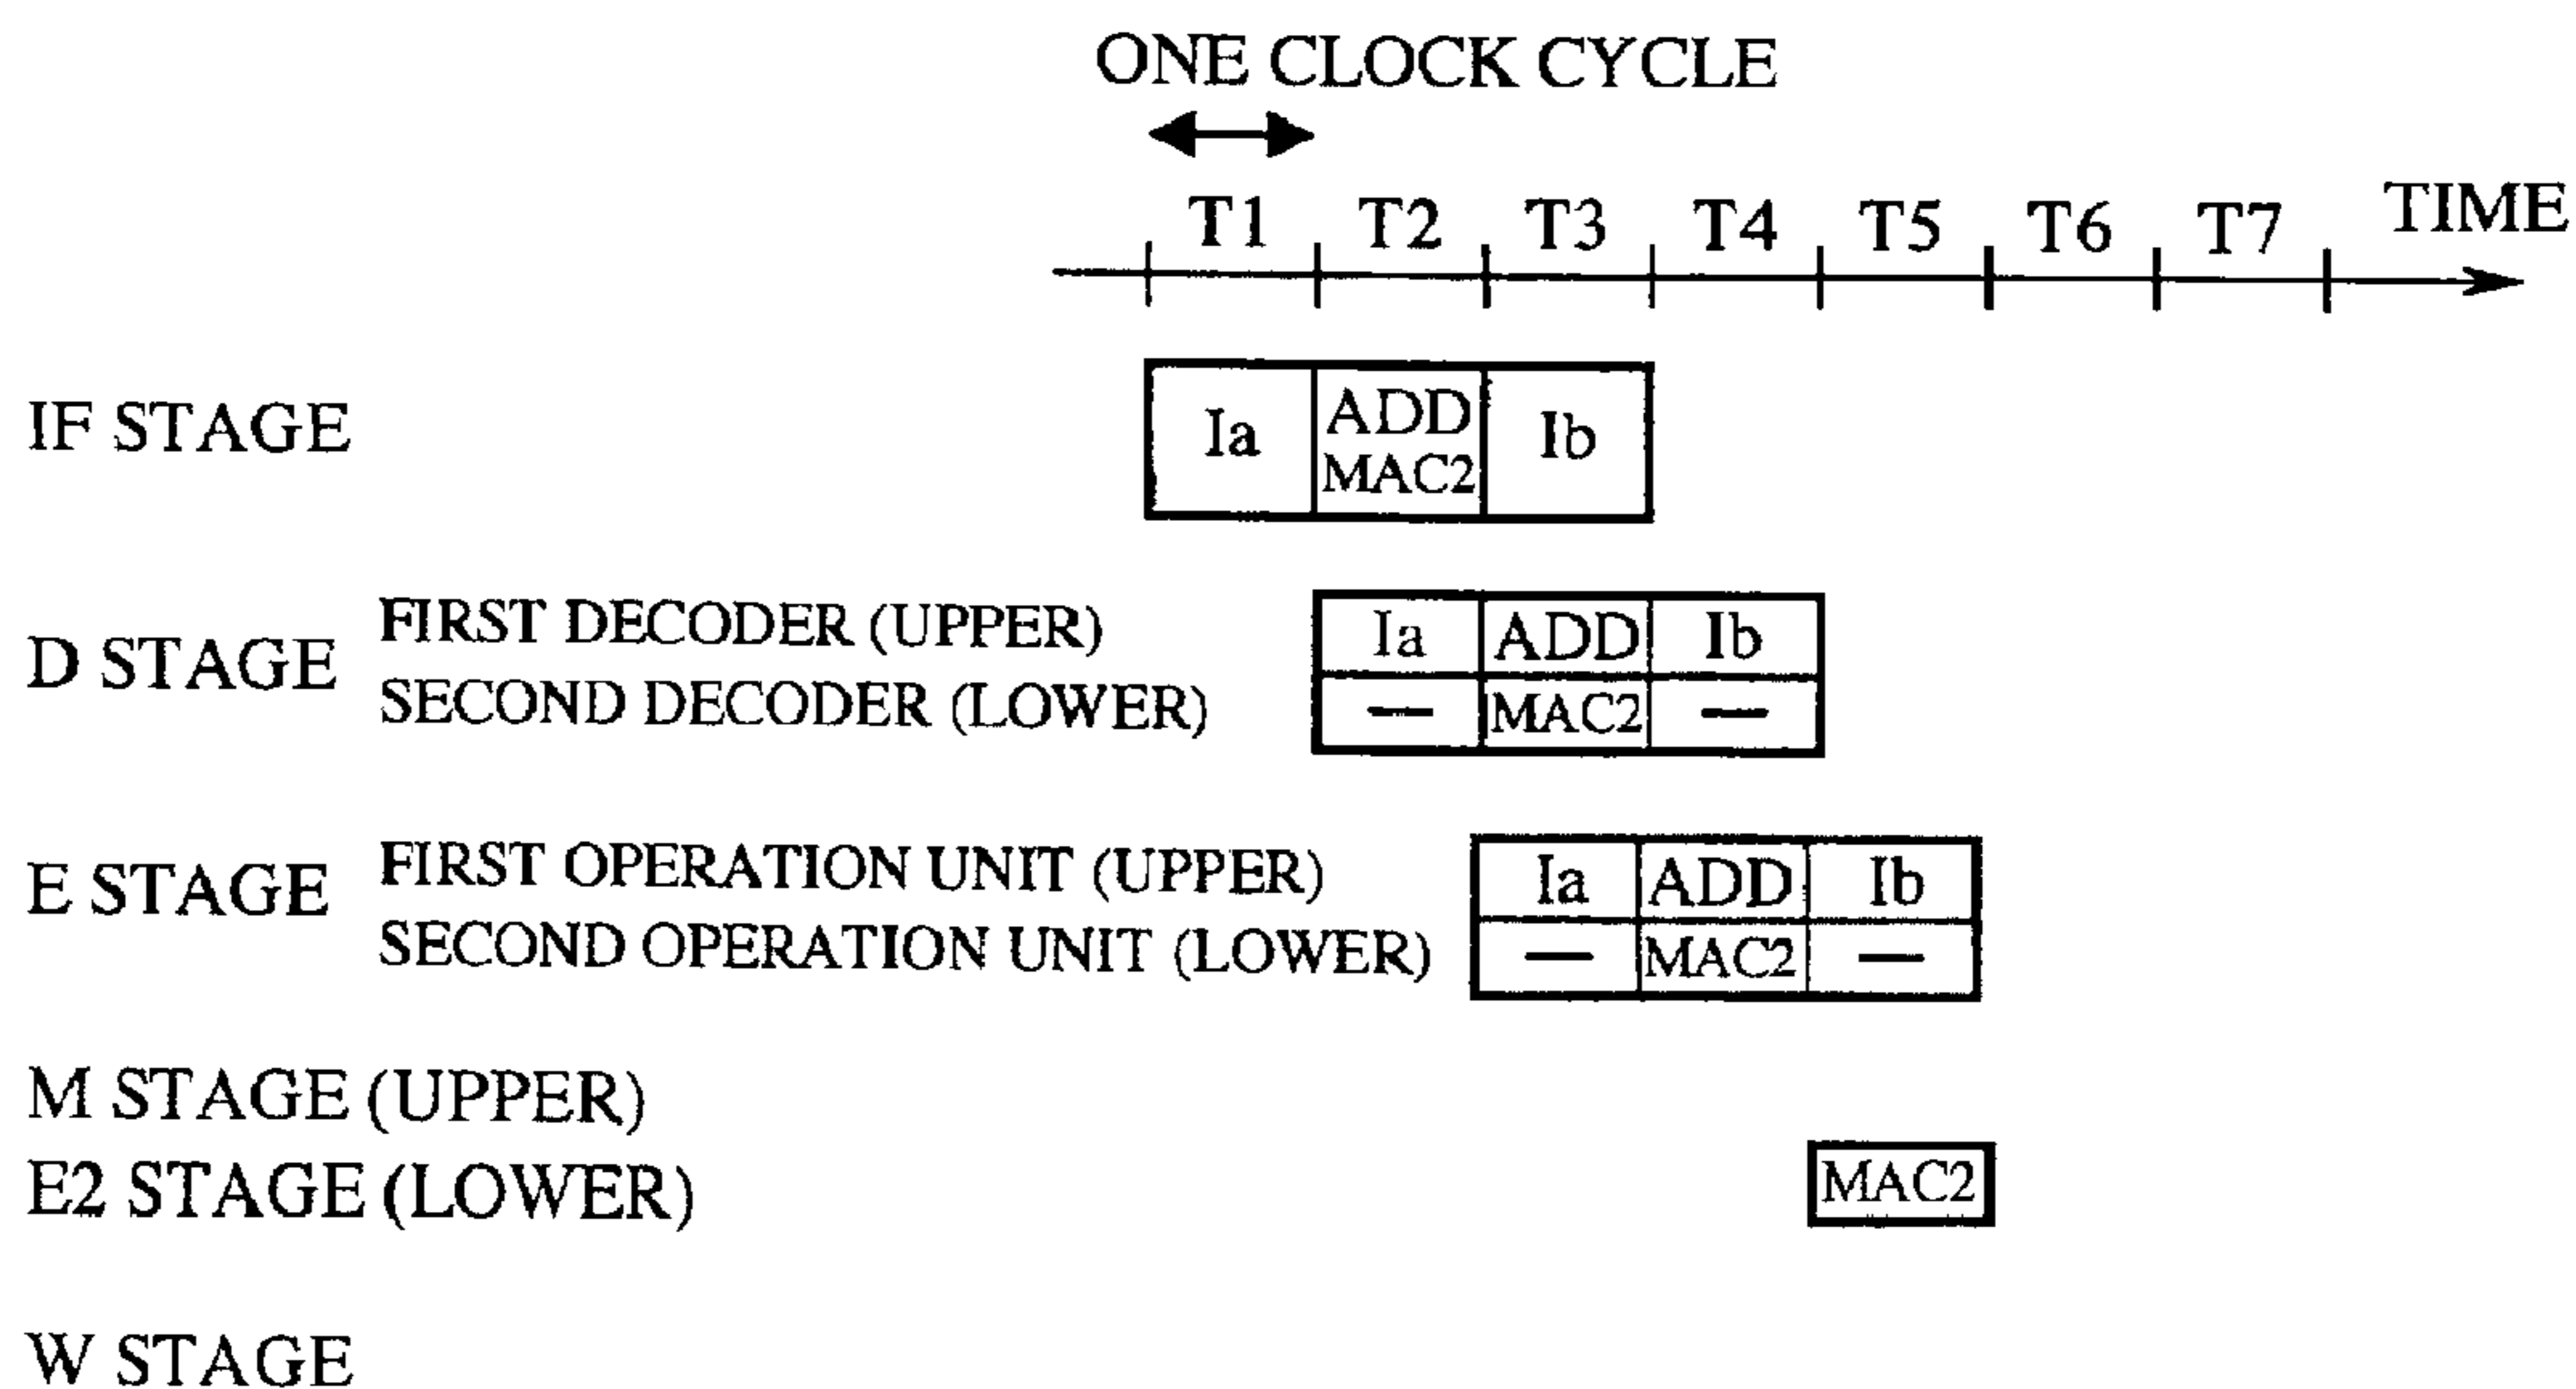 ONE CLOCK CYCLE
T1 T2 T3 T4 T5 T6 T7 TIME
IF STAGE
Ia ADD Ib
MAC2
D STAGE
FIRST DECODER (UPPER)
Ia ADD Ib
SECOND DECODER (LOWER)
— MAC2 —
E STAGE
FIRST OPERATION UNIT (UPPER)
Ia ADD Ib
SECOND OPERATION UNIT (LOWER)
— MAC2 —
M STAGE (UPPER)
E2 STAGE (LOWER)
MAC2
W STAGE